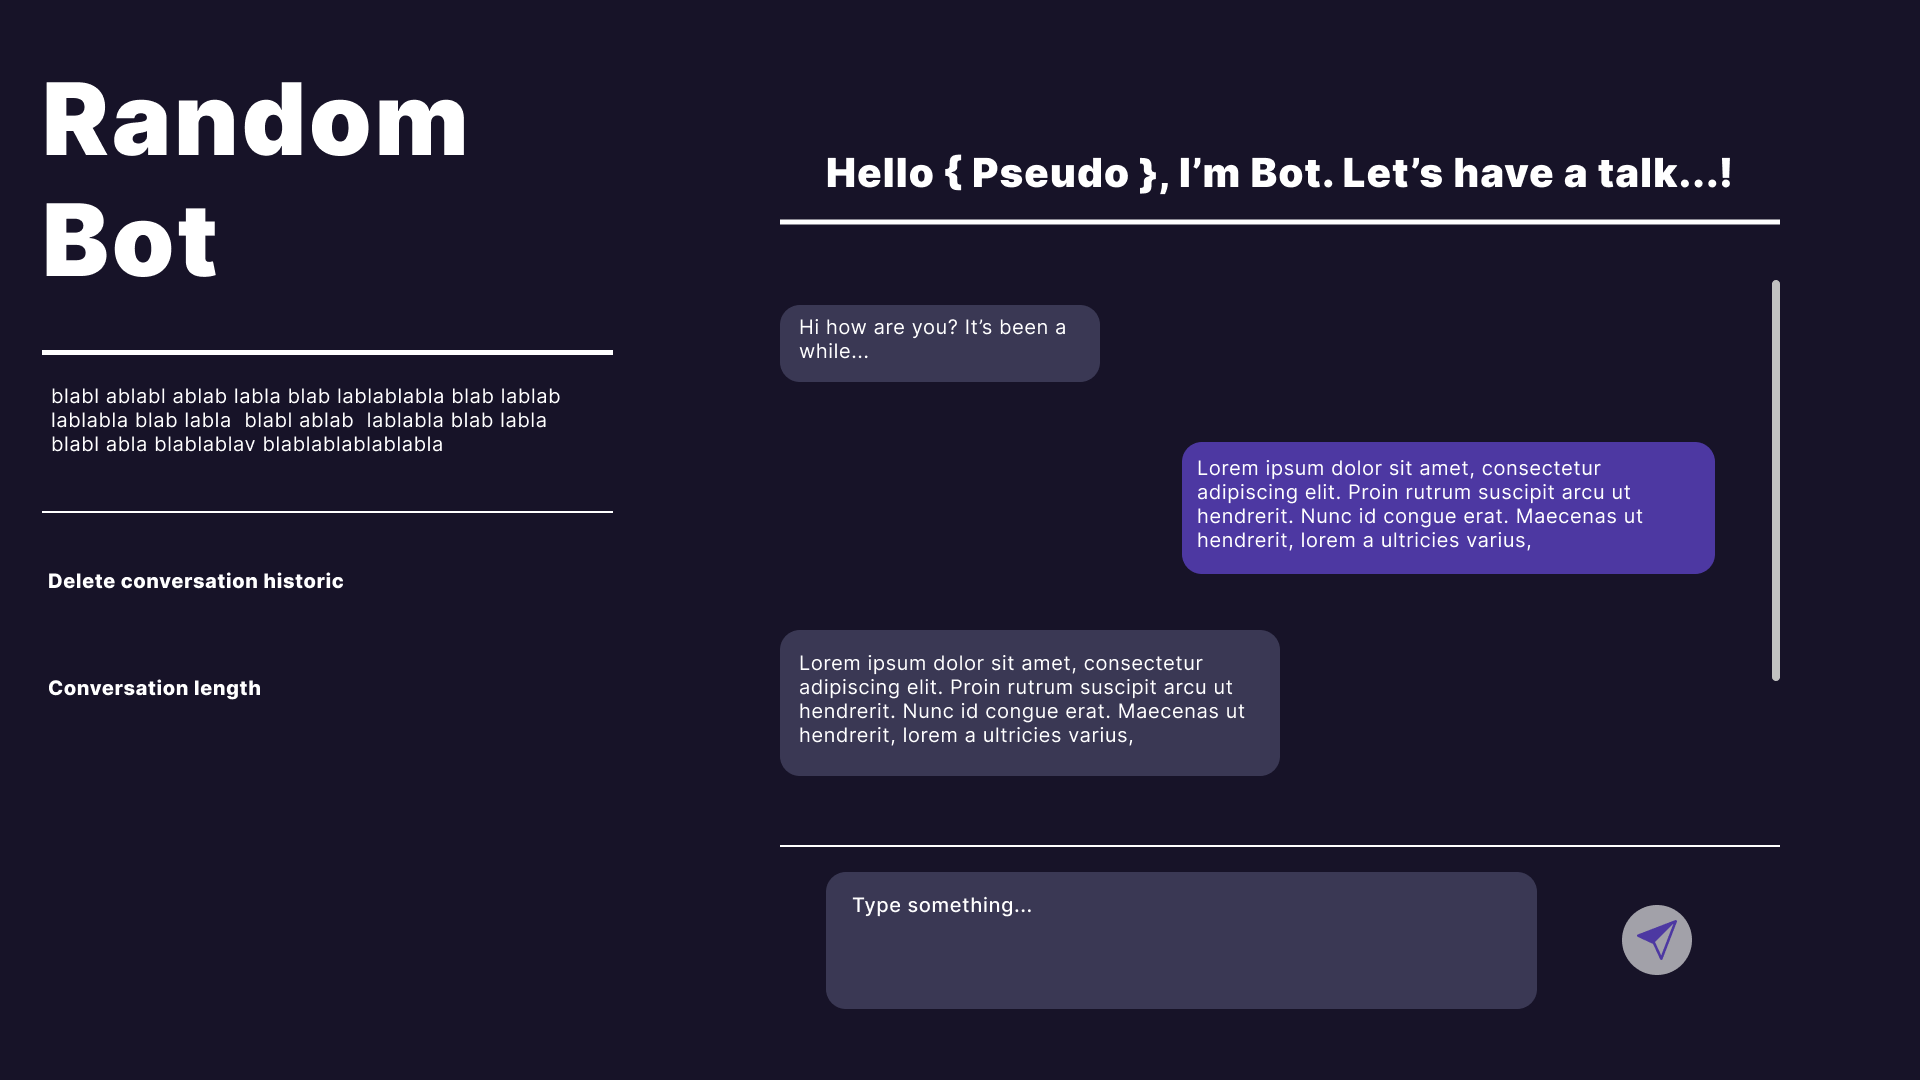 Random
Bot
blabl ablabl ablab labla blab lablablabla blab lablab
lablabla blab labla  blabl ablab  lablabla blab labla
blabl abla blablablav blablablablablabla
Delete conversation historic
Conversation length
Hello { Pseudo }, I’m Bot. Let’s have a talk...!
Hi how are you? It’s been a
while...
Lorem ipsum dolor sit amet, consectetur
adipiscing elit. Proin rutrum suscipit arcu ut
hendrerit. Nunc id congue erat. Maecenas ut
hendrerit, lorem a ultricies varius,
Lorem ipsum dolor sit amet, consectetur
adipiscing elit. Proin rutrum suscipit arcu ut
hendrerit. Nunc id congue erat. Maecenas ut
hendrerit, lorem a ultricies varius,
Type something...